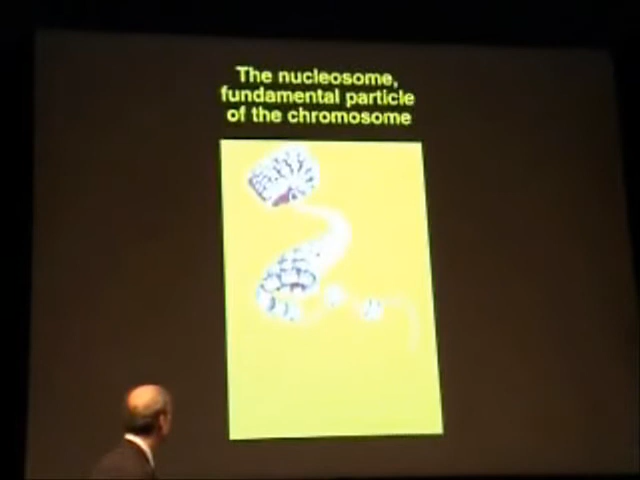 The nucleosome,
fundamental particle
of the chromosome